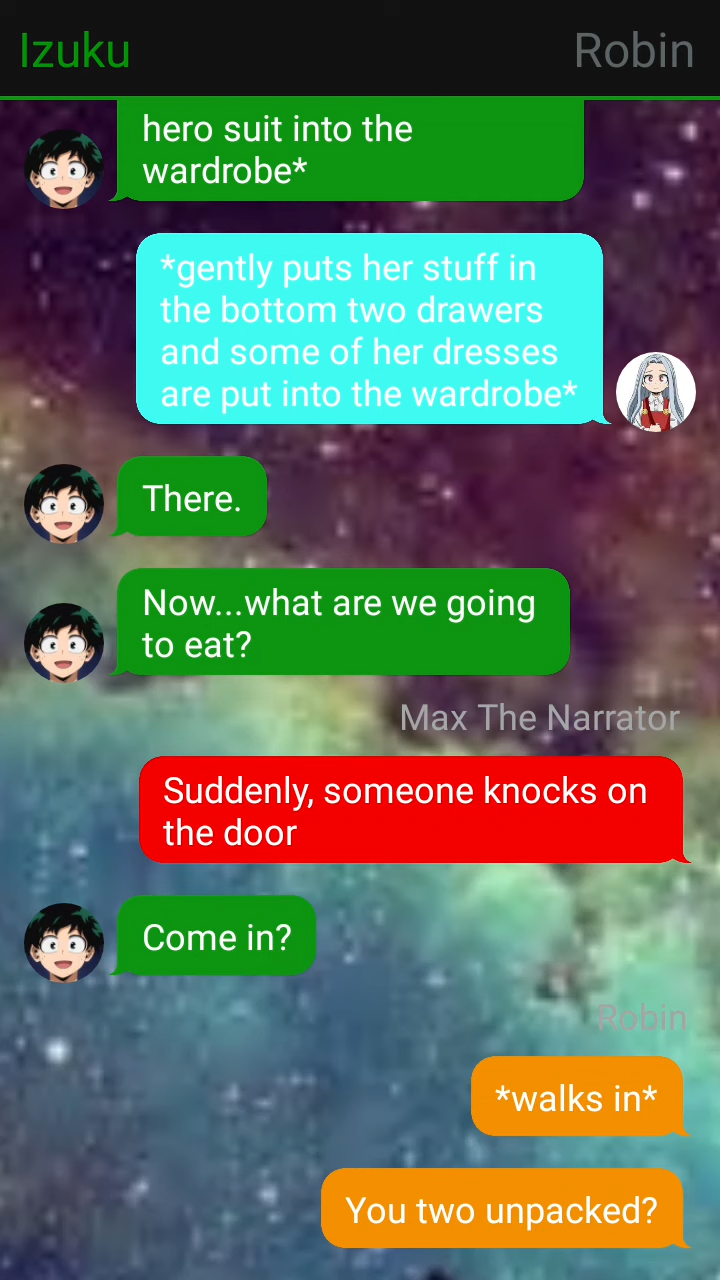 Izuku
Robin
hero suit into the
wardrobe*
*gently puts her stuff in
the bottom two drawers
and some of her dresses
are put into the wardrobe*
There.
Now...what are we going
to eat?
Max The Narrator
Suddenly, someone knocks on
the door
Come in?
Robin
*walks in*
You two unpacked?